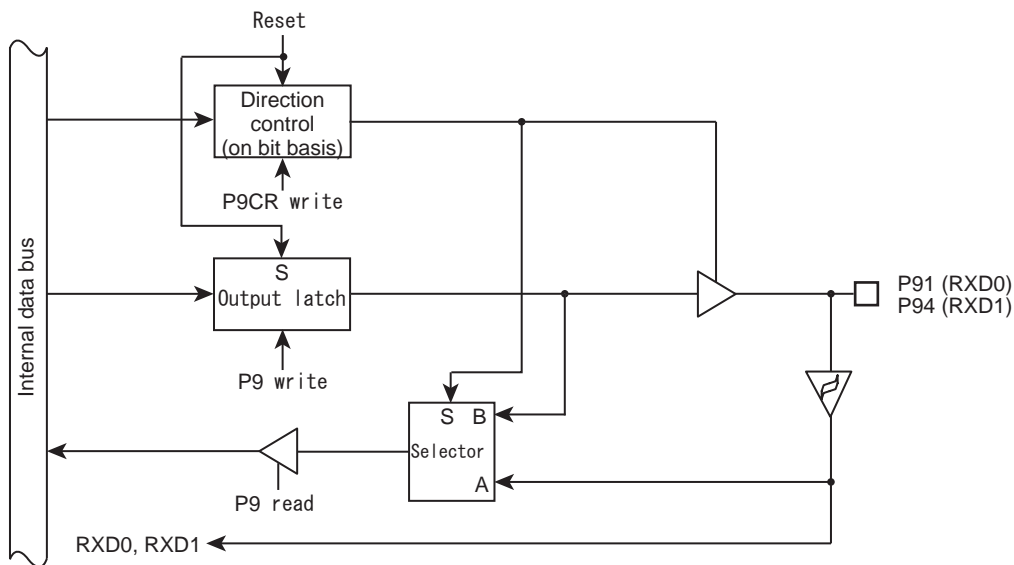 Reset
Direction
control
(on bit basis)
P9CR write
Internal data bus
S
Output latch
P91 (RXD0)
P94 (RXD1)
P9 write
S B
Selector
A
P9 read
RXD0, RXD1